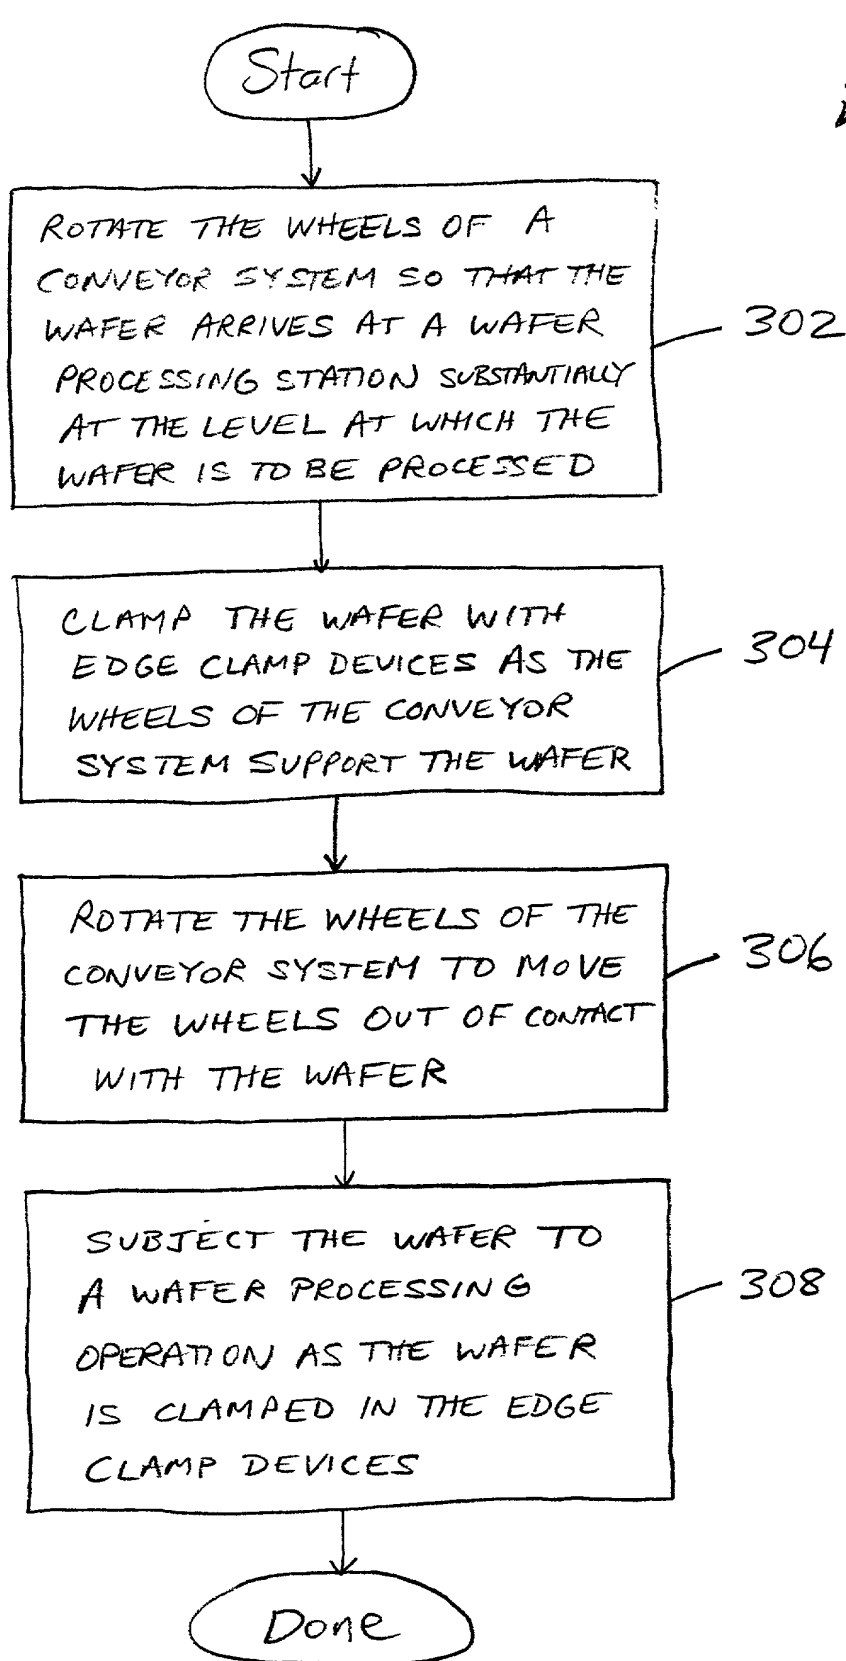 Start
ROTATE THE WHEELS OF A
CONVEYOR SYSTEM SO THAT THE
WAFER ARRIVES AT A WAFER
PROCESSING STATION SUBSTANTIALLY
AT THE LEVEL AT WHICH THE
WAFER IS TO BE PROCESSED
302
CLAMP THE WAFER WITH
EDGE CLAMP DEVICES AS THE
WHEELS OF THE CONVEYOR
SYSTEM SUPPORT THE WAFER
304
ROTATE THE WHEELS OF THE
CONVEYOR SYSTEM TO MOVE
THE WHEELS OUT OF CONTACT
WITH THE WAFER
306
SUBJECT THE WAFER TO
A WAFER PROCESSING
OPERATION AS THE WAFER
IS CLAMPED IN THE EDGE
CLAMP DEVICES
308
Done